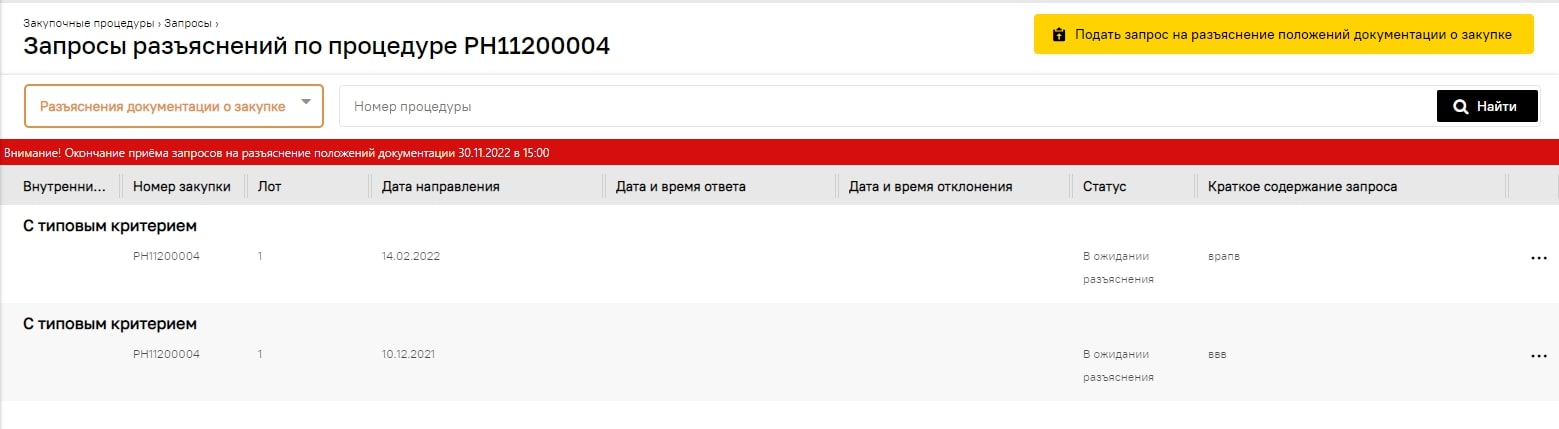 Закупочные процедуры › Запросы ›
Запросы разъяснений по процедуре РН11200004
Подать запрос на разъяснение положений документации о закупке
Разъяснения документации о закупке
Номер процедуры
Найти
Внимание! Окончание приёма запросов на разъяснение положений документации 30.11.2022 в 15:00
Внутренни... Номер закупки Лот Дата направления Дата и время ответа Дата и время отклонения Статус Краткое содержание запроса
С типовым критерием
РН11200004 1 14.02.2022 В ожидании врапв
разъяснения
С типовым критерием
РН11200004 1 10.12.2021 В ожидании ввв
разъяснения